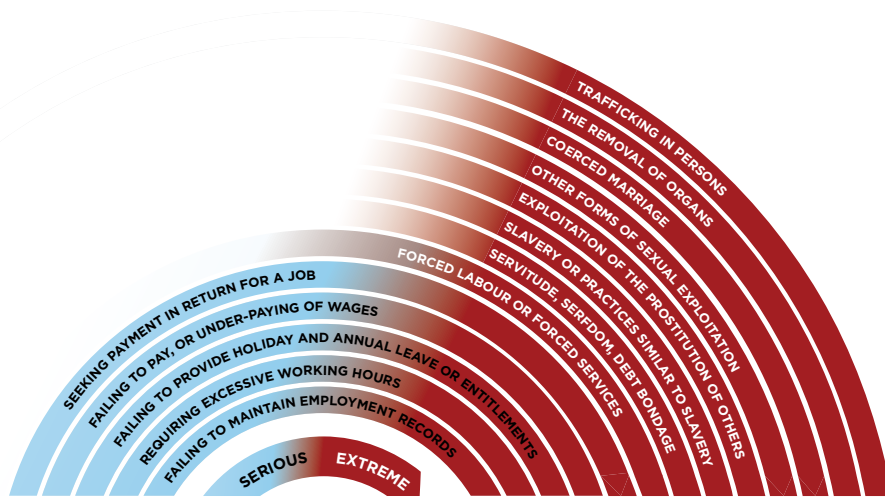 TRAFFICKING IN PERSONS
THE REMOVAL OF ORGANS
COERCED MARRIAGE
OTHER FORMS OF SEXUAL EXPLOITATION
EXPLOITATION OF THE PROSTITUTION OF OTHERS
SLAVERY OR PRACTICES SIMILAR TO SLAVERY
SERVITUDE, SERFDOM, DEBT BONDAGE
FORCED LABOUR OR FORCED SERVICES
SEEKING PAYMENT IN RETURN FOR A JOB
FAILING TO PAY, OR UNDER-PAYING OF WAGES
FAILING TO PROVIDE HOLIDAY AND ANNUAL LEAVE OR ENTITLEMENTS
REQUIRING EXCESSIVE WORKING HOURS
FAILING TO MAINTAIN EMPLOYMENT RECORDS
SERIOUS
EXTREME